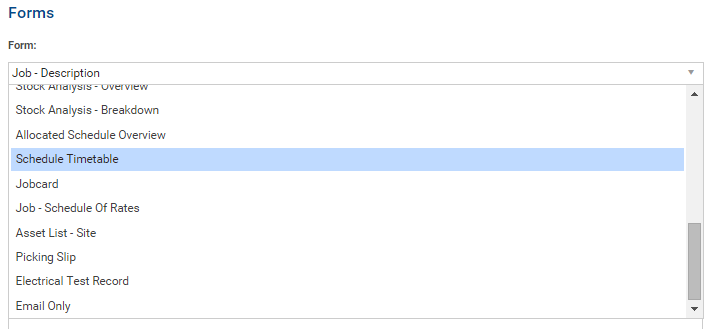 Forms
Form:
Job - Description
Stock Analysis - Overview
Stock Analysis - Breakdown
Allocated Schedule Overview
Schedule Timetable
Jobcard
Job - Schedule Of Rates
Asset List - Site
Picking Slip
Electrical Test Record
Email Only